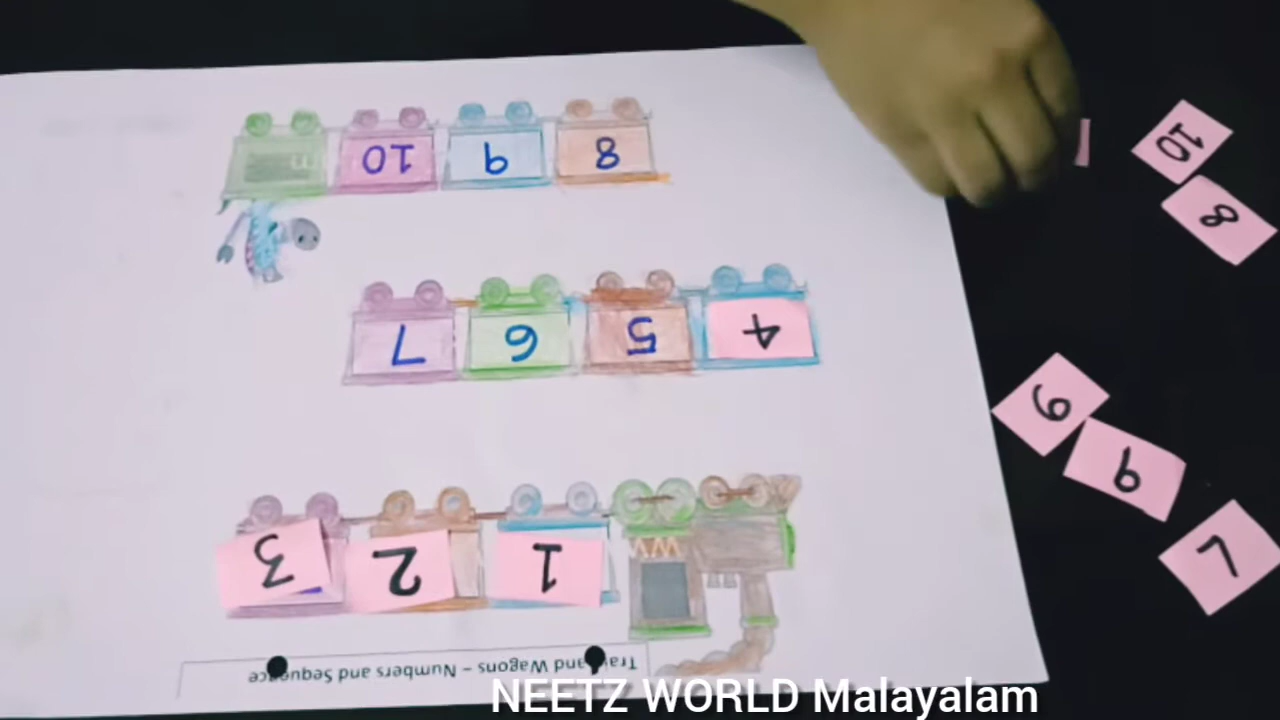 Train and Wagons – Numbers and Sequence
1 2 3
4 5 6 7
8 9 10
10
8
6
9
7
NEETZ WORLD Malayalam